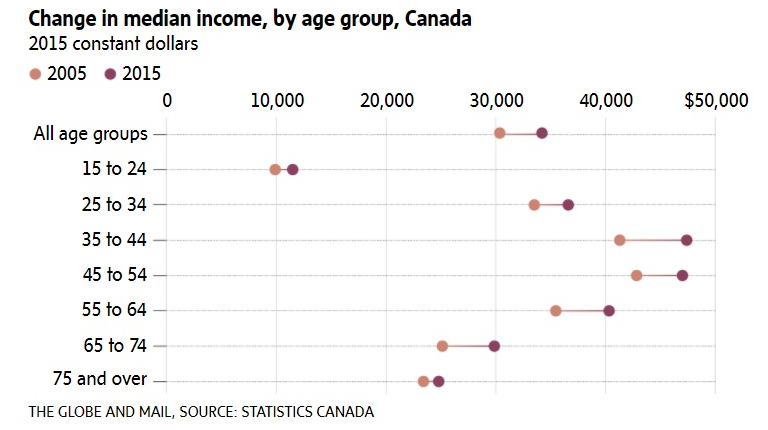 Change in median income, by age group, Canada
2015 constant dollars
2005 2015
0 10,000 20,000 30,000 40,000 $50,000
All age groups
15 to 24
25 to 34
35 to 44
45 to 54
55 to 64
65 to 74
75 and over
THE GLOBE AND MAIL, SOURCE: STATISTICS CANADA